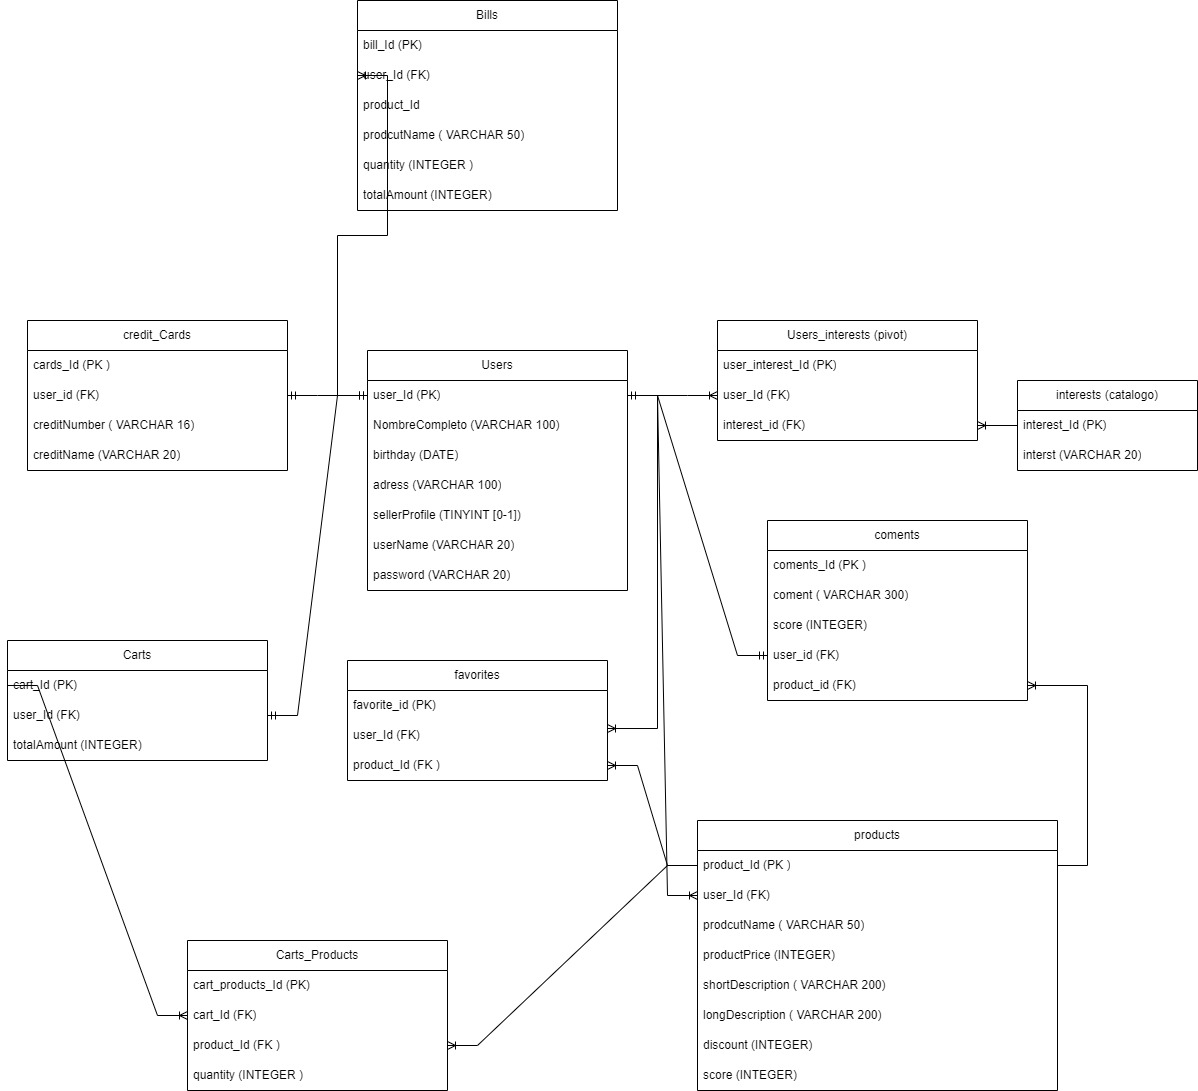 Bills
bill_Id (PK)
user_Id (FK)
product_Id
prodcutName ( VARCHAR 50)
quantity (INTEGER )
totalAmount (INTEGER)
credit_Cards
cards_Id (PK )
user_id (FK)
creditNumber ( VARCHAR 16)
creditName (VARCHAR 20)
Users
user_Id (PK)
NombreCompleto (VARCHAR 100)
birthday (DATE)
adress (VARCHAR 100)
sellerProfile (TINYINT [0-1])
userName (VARCHAR 20)
password (VARCHAR 20)
Users_interests (pivot)
user_interest_Id (PK)
user_Id (FK)
interest_id (FK)
interests (catalogo)
interest_Id (PK)
interst (VARCHAR 20)
coments
coments_Id (PK )
coment ( VARCHAR 300)
score (INTEGER)
user_id (FK)
product_id (FK)
Carts
cart_Id (PK)
user_Id (FK)
totalAmount (INTEGER)
favorites
favorite_id (PK)
user_Id (FK)
product_Id (FK )
products
product_Id (PK )
user_Id (FK)
prodcutName ( VARCHAR 50)
productPrice (INTEGER)
shortDescription ( VARCHAR 200)
longDescription ( VARCHAR 200)
discount (INTEGER)
score (INTEGER)
Carts_Products
cart_products_Id (PK)
cart_Id (FK)
product_Id (FK )
quantity (INTEGER )